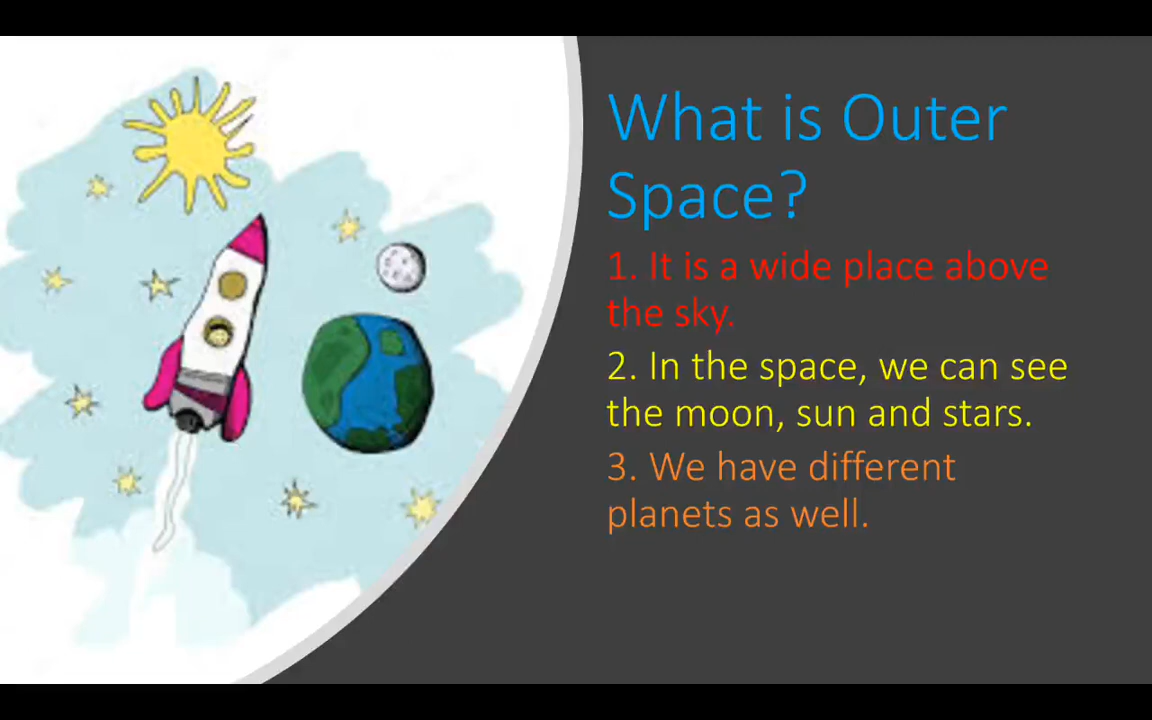 What is Outer
Space?
1. It is a wide place above
the sky.
2. In the space, we can see
the moon, sun and stars.
3. We have different
planets as well.